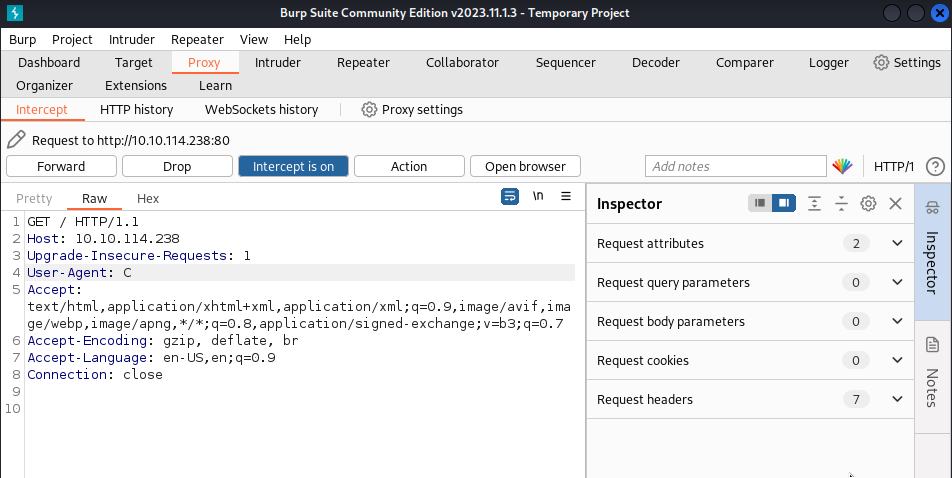 Burp Suite Community Edition v2023.11.1.3 - Temporary Project
Burp Project Intruder Repeater View Help
Dashboard Target Proxy Intruder Repeater Collaborator Sequencer Decoder Comparer Logger Settings
Organizer Extensions Learn
Intercept HTTP history WebSockets history Proxy settings
Request to http://10.10.114.238:80
Forward Drop Intercept is on Action Open browser Add notes HTTP/1 ?
Pretty Raw Hex \n
Inspector
1 GET / HTTP/1.1
2 Host: 10.10.114.238
3 Upgrade-Insecure-Requests: 1
4 User-Agent: C
5 Accept:
text/html,application/xhtml+xml,application/xml;q=0.9,image/avif,ima
ge/webp,image/apng,*/*;q=0.8,application/signed-exchange;v=b3;q=0.7
6 Accept-Encoding: gzip, deflate, br
7 Accept-Language: en-US,en;q=0.9
8 Connection: close
9
10
Request attributes 2
Request query parameters 0
Request body parameters 0
Request cookies 0
Request headers 7
Inspector
Notes